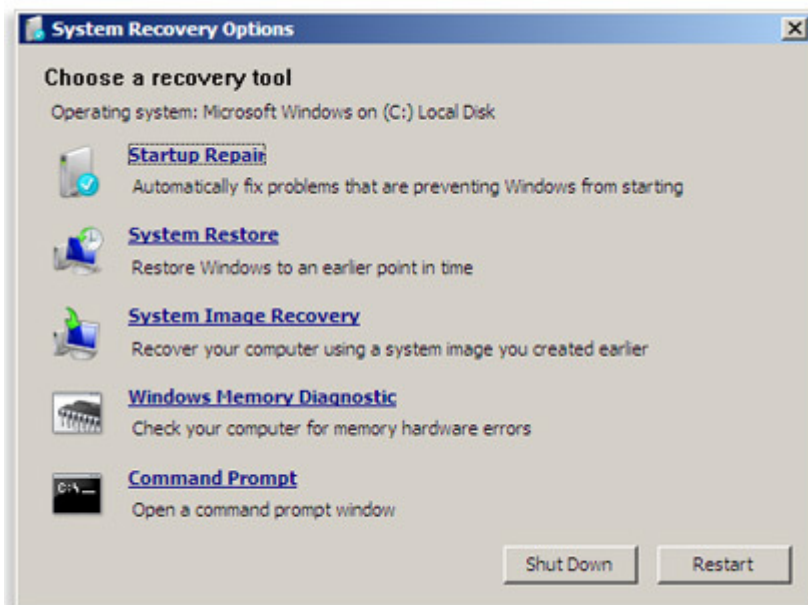 System Recovery Options
Choose a recovery tool
Operating system: Microsoft Windows on (C:) Local Disk
Startup Repair
Automatically fix problems that are preventing Windows from starting
System Restore
Restore Windows to an earlier point in time
System Image Recovery
Recover your computer using a system image you created earlier
Windows Memory Diagnostic
Check your computer for memory hardware errors
C:\_
Command Prompt
Open a command prompt window
Shut Down
Restart